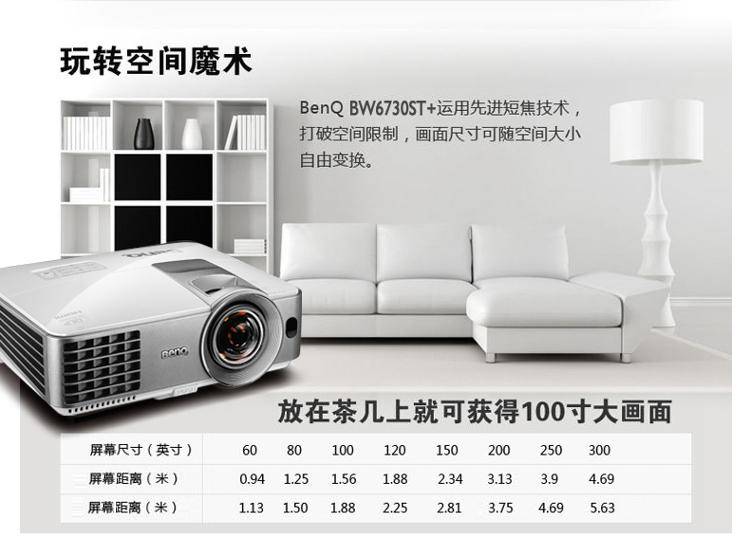 玩转空间魔术
BenQ BW6730ST+运用先进短焦技术，
打破空间限制，画面尺寸可随空间大小
自由变换。
BenQ
BenQ
放在茶几上就可获得100寸大画面
屏幕尺寸（英寸） 60 80 100 120 150 200 250 300
屏幕距离（米） 0.94 1.25 1.56 1.88 2.34 3.13 3.9 4.69
屏幕距离（米） 1.13 1.50 1.88 2.25 2.81 3.75 4.69 5.63